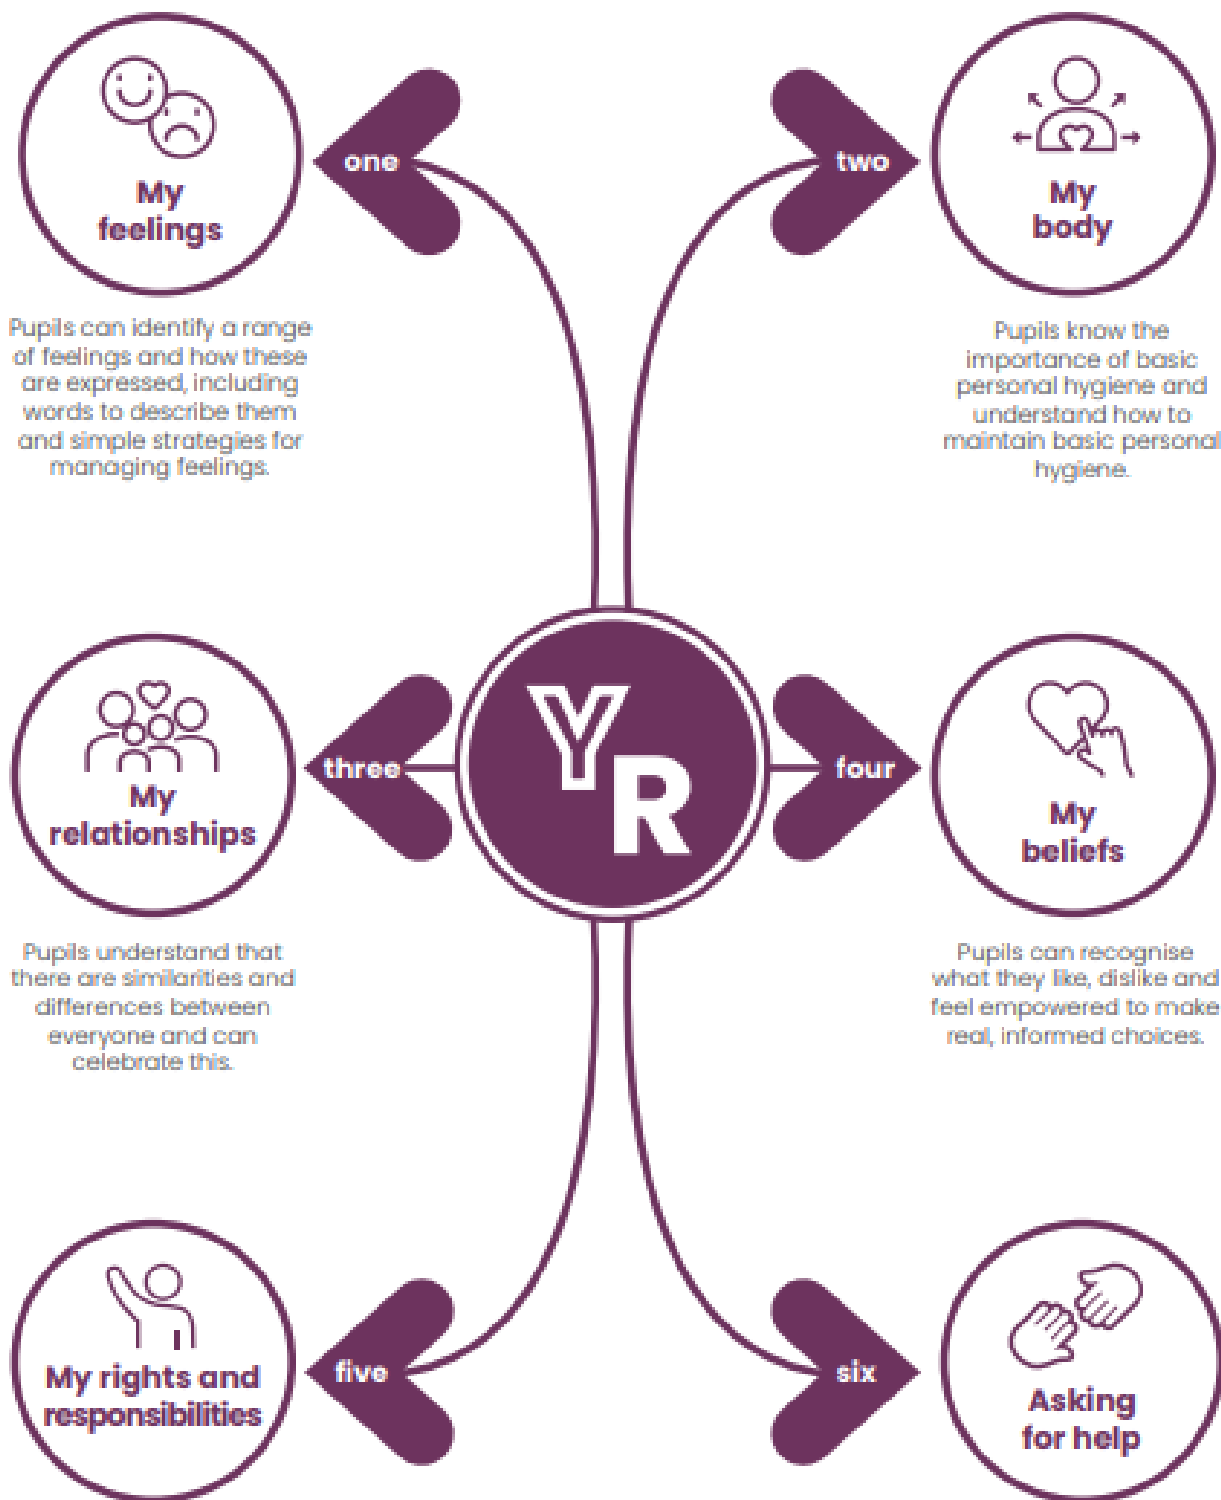 one
My
feelings
Pupils can identify a range
of feelings and how these
are expressed, including
words to describe them
and simple strategies for
managing feelings.
two
My
body
Pupils know the
importance of basic
personal hygiene and
understand how to
maintain basic personal
hygiene.
YR
three
My
relationships
Pupils understand that
there are similarities and
differences between
everyone and can
celebrate this.
four
My
beliefs
Pupils can recognise
what they like, dislike and
feel empowered to make
real, informed choices.
five
My rights and
responsibilities
six
Asking
for help